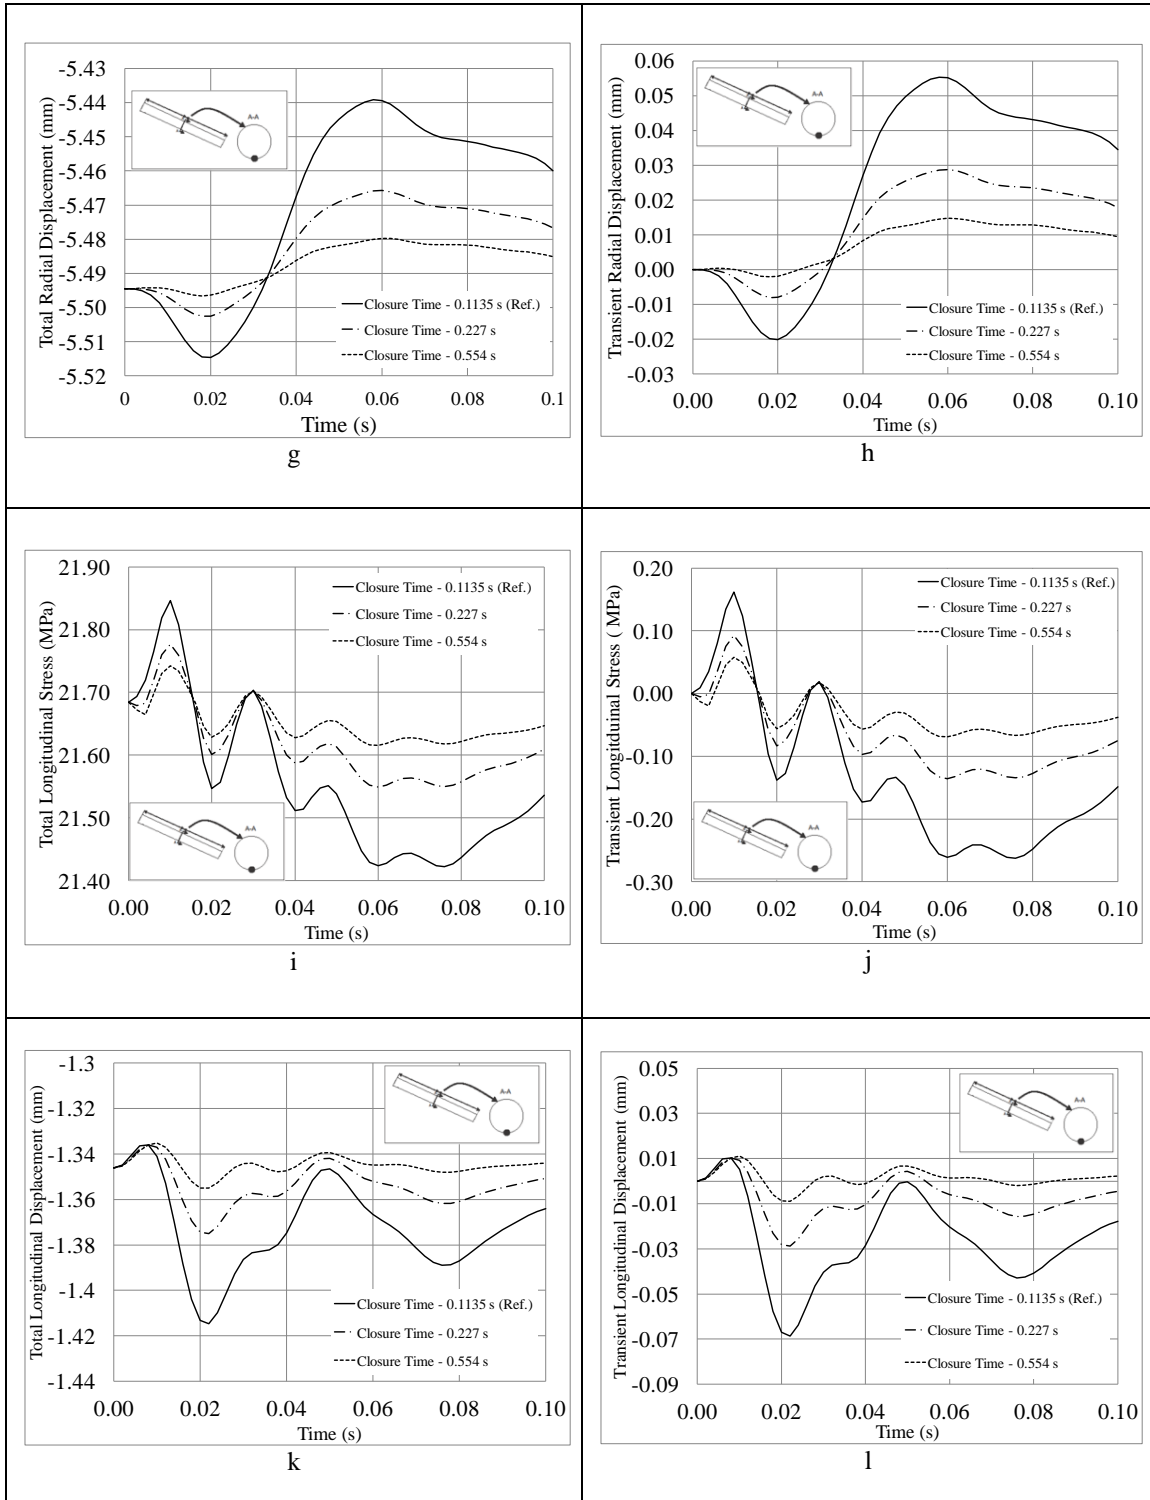 Total Radial Displacement (mm)
-5.43
-5.44
-5.45
-5.46
-5.47
-5.48
-5.49
-5.50
-5.51
-5.52
A-A
Closure Time - 0.1135 s (Ref.)
Closure Time - 0.227 s
Closure Time - 0.554 s
0 0.02 0.04 0.06 0.08 0.1
Time (s)
g
Transient Radial Displacement (mm)
0.06
0.05
0.04
0.03
0.02
0.01
0.00
-0.01
-0.02
-0.03
A-A
Closure Time - 0.1135 s (Ref.)
Closure Time - 0.227 s
Closure Time - 0.554 s
0.00 0.02 0.04 0.06 0.08 0.10
Time (s)
h
Total Longitudinal Stress (MPa)
21.90
21.80
21.70
21.60
21.50
21.40
Closure Time - 0.1135 s (Ref.)
Closure Time - 0.227 s
Closure Time - 0.554 s
A-A
0.00 0.02 0.04 0.06 0.08 0.10
Time (s)
i
Transient Longitduinal Stress ( MPa)
0.20
0.10
0.00
-0.10
-0.20
-0.30
Closure Time - 0.1135 s (Ref.)
Closure Time - 0.227 s
Closure Time - 0.554 s
A-A
0.00 0.02 0.04 0.06 0.08 0.10
Time (s)
j
Total Longitudinal Displacement (mm)
-1.3
-1.32
-1.34
-1.36
-1.38
-1.4
-1.42
-1.44
A-A
Closure Time - 0.1135 s (Ref.)
Closure Time - 0.227 s
Closure Time - 0.554 s
0.00 0.02 0.04 0.06 0.08 0.10
Time (s)
k
Transient Longitudinal Displacement (mm)
0.05
0.03
0.01
-0.01
-0.03
-0.05
-0.07
-0.09
A-A
Closure Time - 0.1135 s (Ref.)
Closure Time - 0.227 s
Closure Time - 0.554 s
0.00 0.02 0.04 0.06 0.08 0.10
Time (s)
l